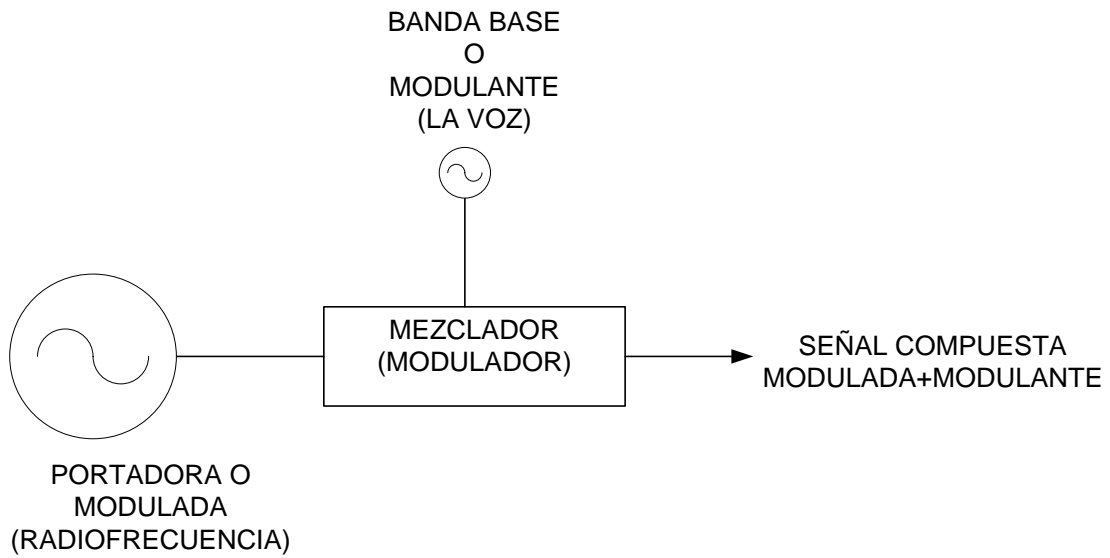 BANDA BASE
O
MODULANTE
(LA VOZ)
MEZCLADOR
(MODULADOR)
SEÑAL COMPUESTA
MODULADA+MODULANTE
PORTADORA O
MODULADA
(RADIOFRECUENCIA)